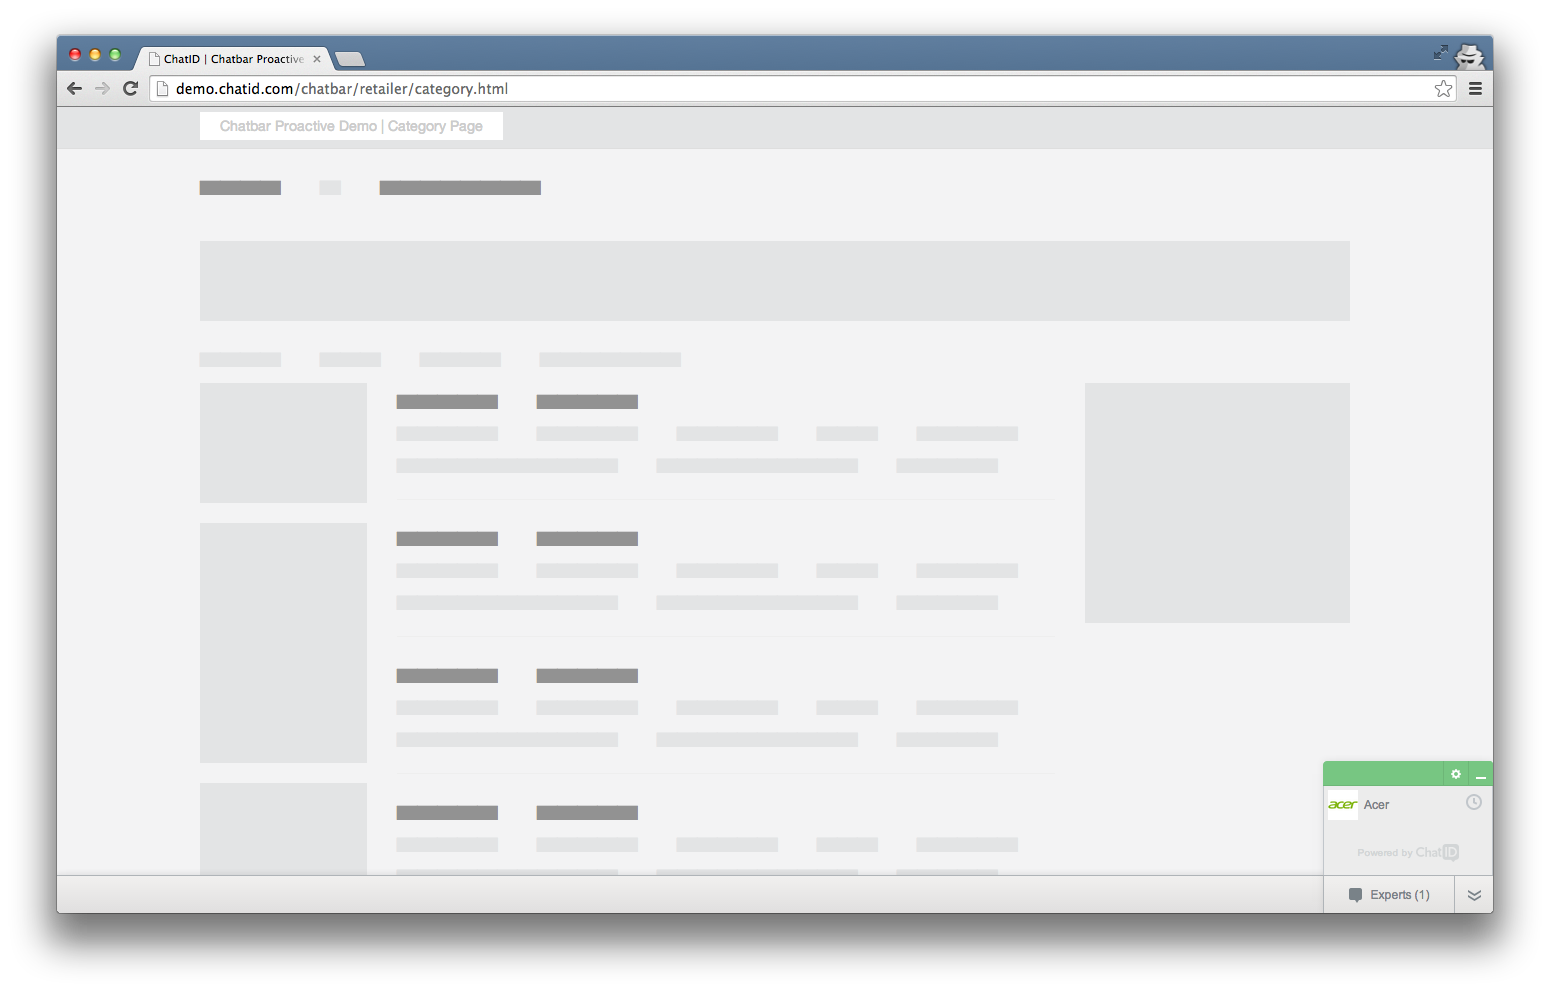 ChatID | Chatbar Proactive
demo.chatid.com/chatbar/retailer/category.html
Chatbar Proactive Demo | Category Page
acer Acer
Powered by ChatID
Experts (1)